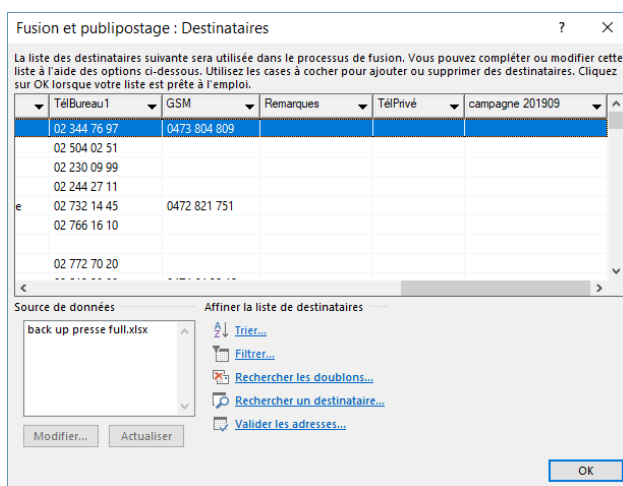 Fusion et publipostage : Destinataires ? ×
La liste des destinataires suivante sera utilisée dans le processus de fusion. Vous pouvez compléter ou modifier cette
liste à l'aide des options ci-dessous. Utilisez les cases à cocher pour ajouter ou supprimer des destinataires. Cliquez
sur OK lorsque votre liste est prête à l'emploi.
TélBureau1 GSM Remarques TélPrivé campagne 201909
02 344 76 97 0473 804 809
02 504 02 51
02 230 09 99
02 244 27 11
e 02 732 14 45 0472 821 751
02 766 16 10
02 772 70 20
Source de données Affiner la liste de destinataires
back up presse full.xlsx
Trier...
Filtrer...
Rechercher les doublons...
Rechercher un destinataire...
Valider les adresses...
Modifier... Actualiser
OK